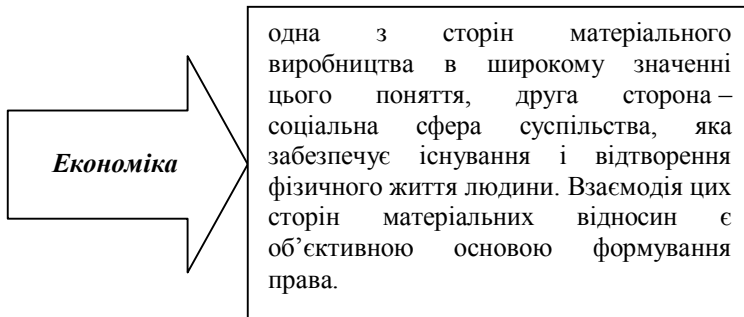 Економіка
одна з сторін матеріального
виробництва в широкому значенні
цього поняття, друга сторона –
соціальна сфера суспільства, яка
забезпечує існування і відтворення
фізичного життя людини. Взаємодія цих
сторін матеріальних відносин є
об’єктивною основою формування
права.